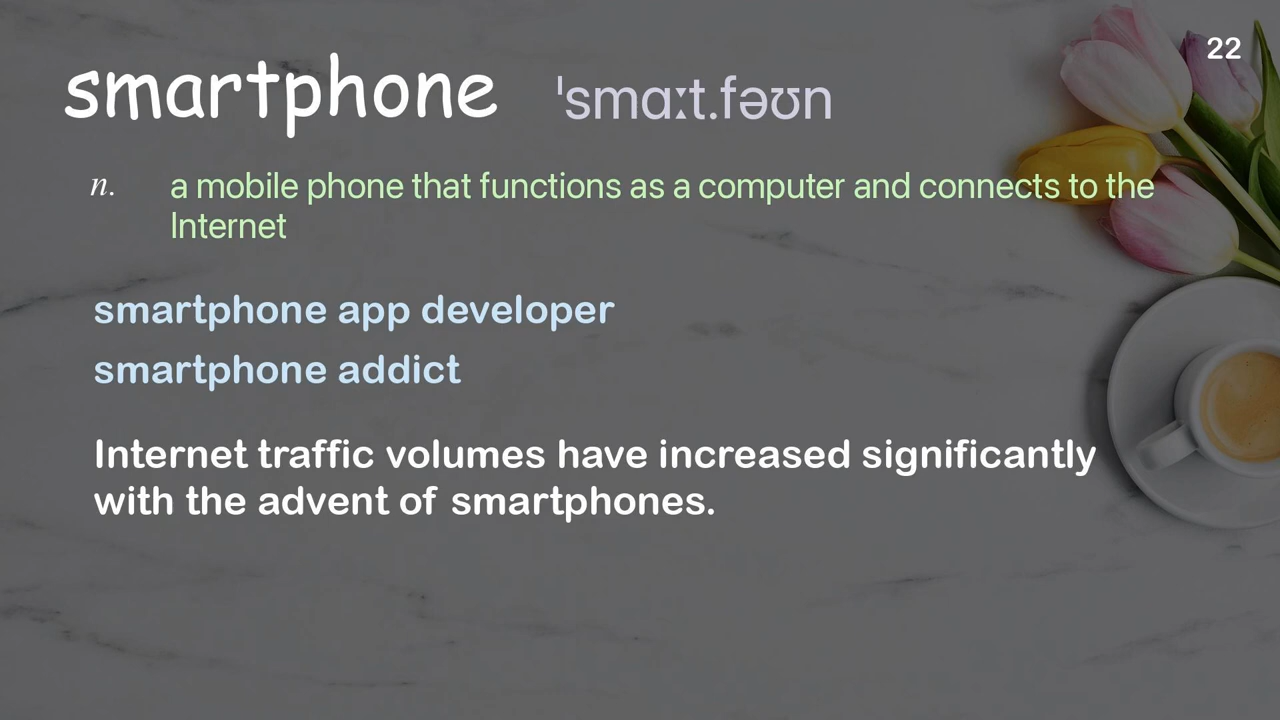 22
smartphone ˈsmɑːt.fəʊn
n. a mobile phone that functions as a computer and connects to the
Internet
smartphone app developer
smartphone addict
Internet traffic volumes have increased significantly
with the advent of smartphones.